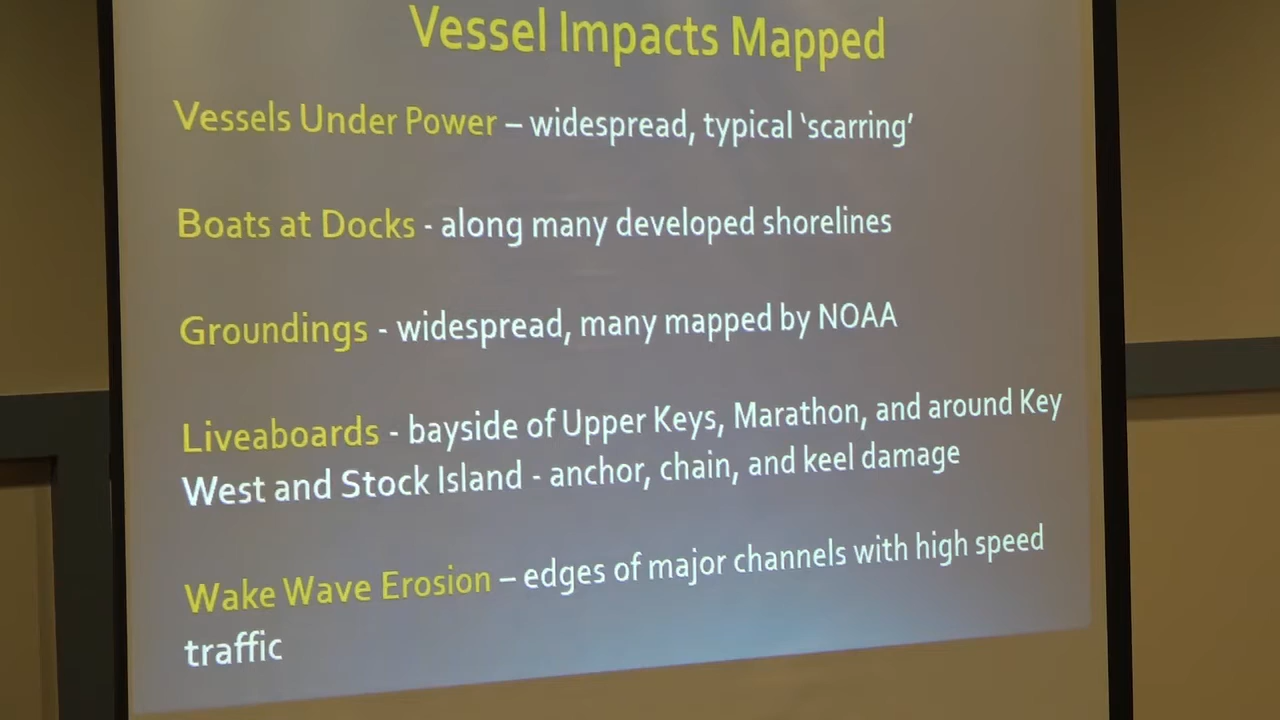 Vessel Impacts Mapped
Vessels Under Power – widespread, typical ‘scarring’
Boats at Docks - along many developed shorelines
Groundings - widespread, many mapped by NOAA
Liveaboards - bayside of Upper Keys, Marathon, and around Key
West and Stock Island - anchor, chain, and keel damage
Wake Wave Erosion – edges of major channels with high speed
traffic